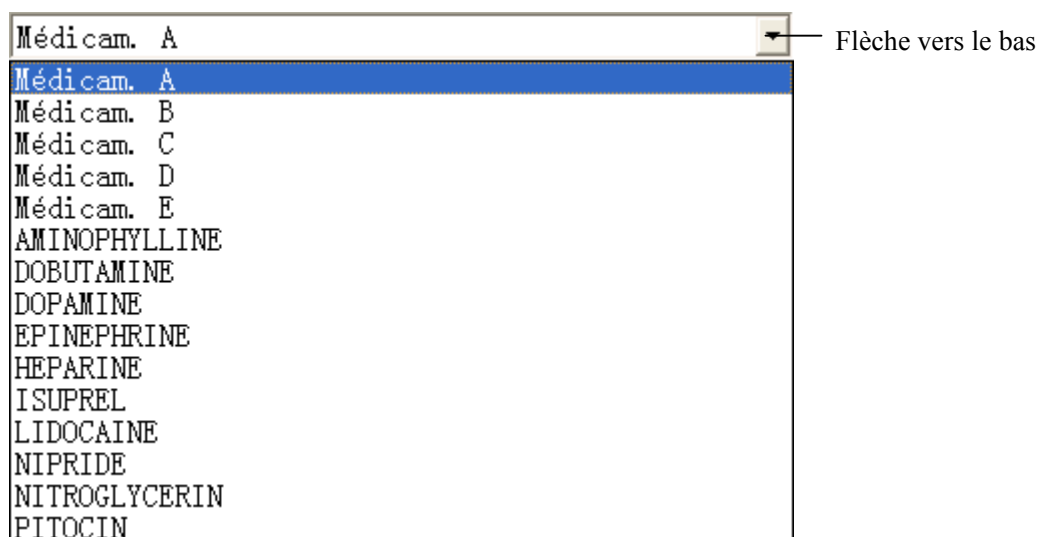 Médicam. A
Flèche vers le bas
Médicam. A
Médicam. B
Médicam. C
Médicam. D
Médicam. E
AMINOPHYLLINE
DOBUTAMINE
DOPAMINE
EPINEPHRINE
HEPARINE
ISUPREL
LIDOCAINE
NIPRIDE
NITROGLYCERIN
PITOCIN